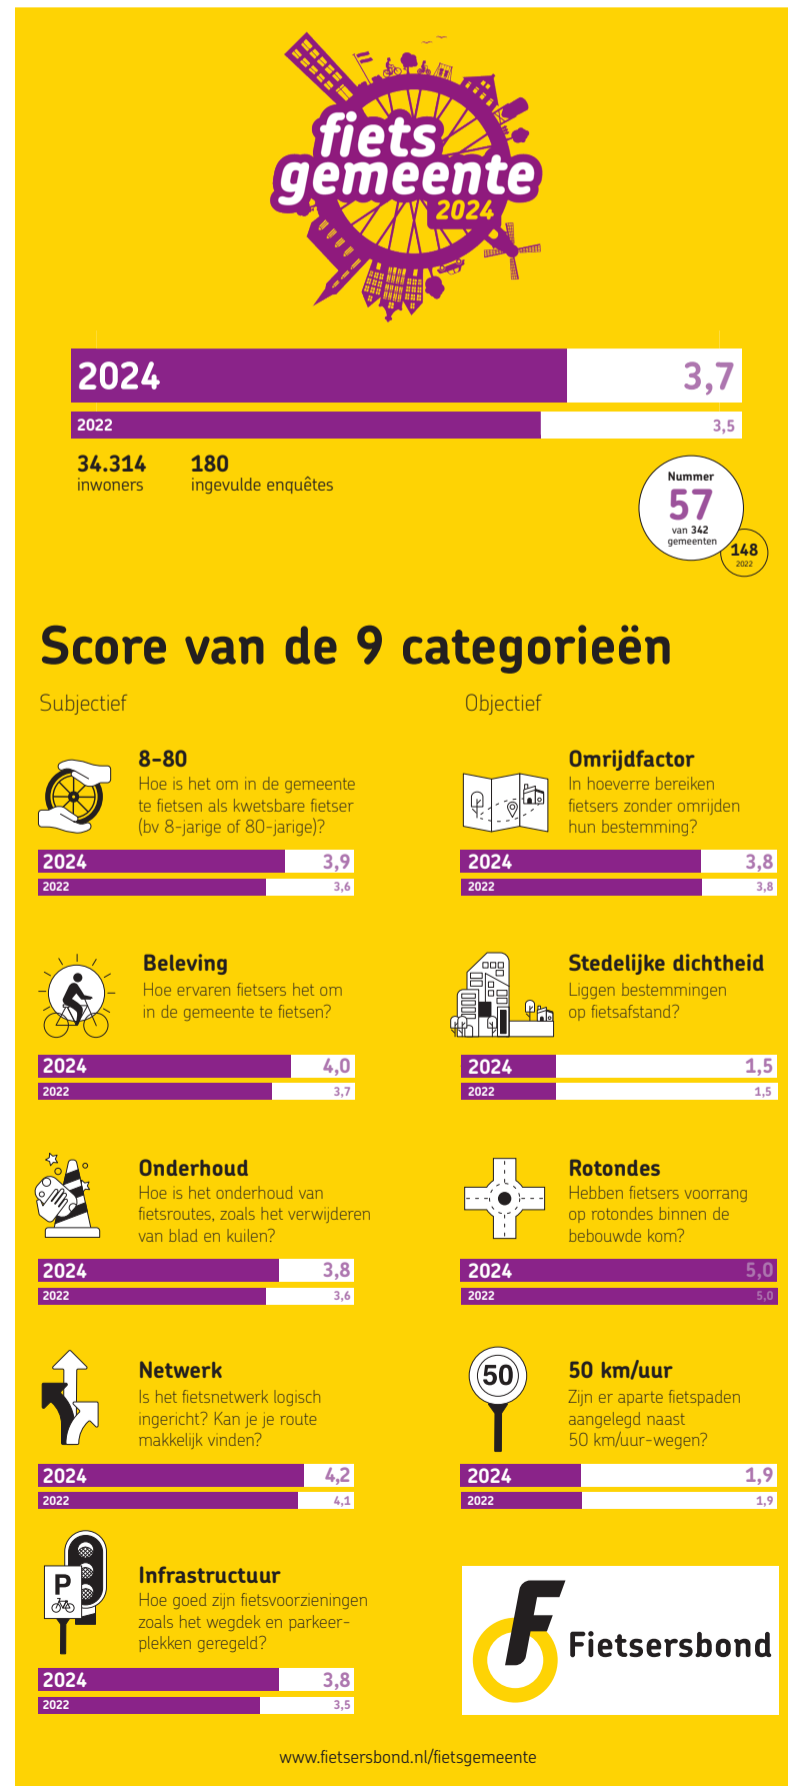 fiets
gemeente
2024
2024 3,7
2022 3,5
34.314
inwoners
180
ingevulde enquêtes
Nummer
57
van 342
gemeenten
148
2022
Score van de 9 categorieën
Subjectief
8-80
Hoe is het om in de gemeente
te fietsen als kwetsbare fietser
(bv 8-jarige of 80-jarige)?
2024 3,9
2022 3,6
Beleving
Hoe ervaren fietsers het om
in de gemeente te fietsen?
2024 4,0
2022 3,7
Onderhoud
Hoe is het onderhoud van
fietsroutes, zoals het verwijderen
van blad en kuilen?
2024 3,8
2022 3,6
Netwerk
Is het fietsnetwerk logisch
ingericht? Kan je je route
makkelijk vinden?
2024 4,2
2022 4,1
P
Infrastructuur
Hoe goed zijn fietsvoorzieningen
zoals het wegdek en parkeer-
plekken geregeld?
2024 3,8
2022 3,5
Objectief
Omrijdfactor
In hoeverre bereiken
fietsers zonder omrijden
hun bestemming?
2024 3,8
2022 3,8
Stedelijke dichtheid
Liggen bestemmingen
op fietsafstand?
2024 1,5
2022 1,5
Rotondes
Hebben fietsers voorrang
op rotondes binnen de
bebouwde kom?
2024 5,0
2022 5,0
50
50 km/uur
Zijn er aparte fietspaden
aangelegd naast
50 km/uur-wegen?
2024 1,9
2022 1,9
Fietsersbond
www.fietsersbond.nl/fietsgemeente